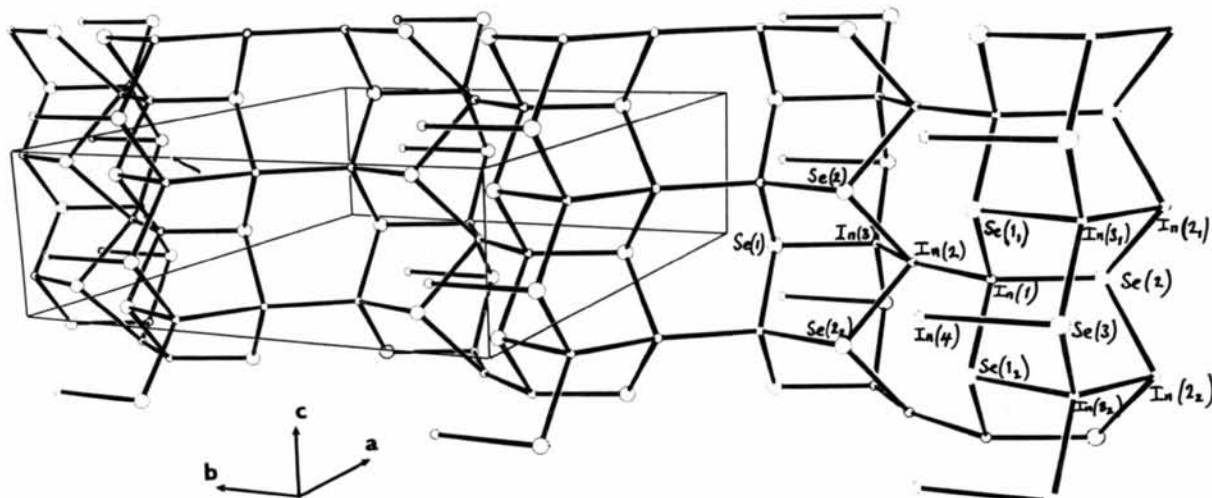 Se(2)
Se(1)
In(3)
In(2)
Se(1₁)
In(3₁)
In(2₁)
In(1)
Se(2)
In(4)
Se(3)
Se(2₂)
Se(1₂)
In(3₂)
In(2₂)
c
a
b